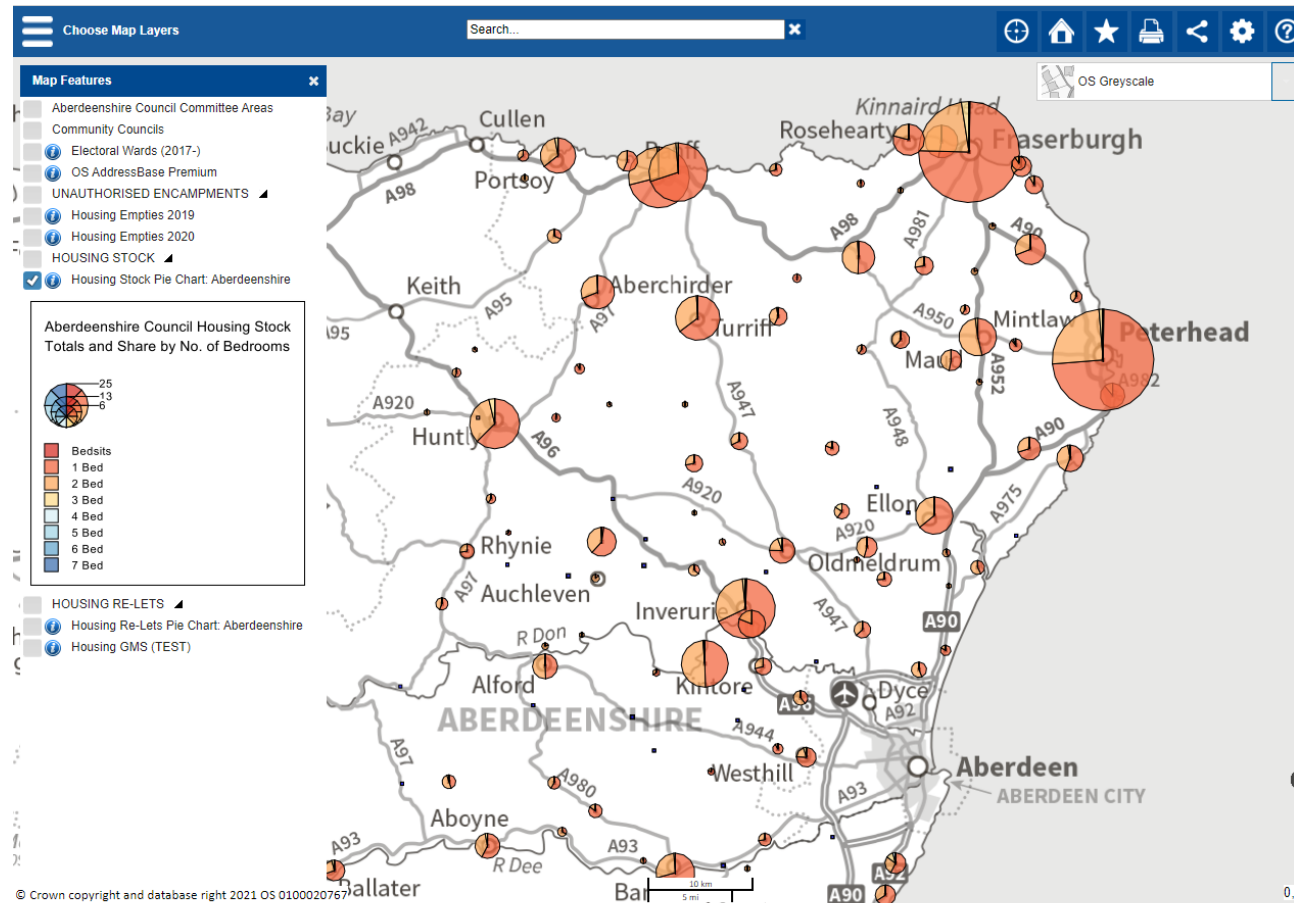 Choose Map Layers
Search...
OS Greyscale
Map Features
Aberdeenshire Council Committee Areas
Community Councils
Electoral Wards (2017-)
OS AddressBase Premium
UNAUTHORISED ENCAMPMENTS
Housing Empties 2019
Housing Empties 2020
HOUSING STOCK
Housing Stock Pie Chart: Aberdeenshire
Aberdeenshire Council Housing Stock
Totals and Share by No. of Bedrooms
25
13
6
Bedsits
1 Bed
2 Bed
3 Bed
4 Bed
5 Bed
6 Bed
7 Bed
HOUSING RE-LETS
Housing Re-Lets Pie Chart: Aberdeenshire
Housing GMS (TEST)
Kinnaird Head
Cullen
A942
Rosehearty
Fraserburgh
Portsoy
A98
A98
A981
A90
Keith
A95
Aberchirder
A97
Turriff
A950
Mintlaw
Peterhead
Maud
A982
A952
A920
A947
Huntly
A96
A948
A90
A920
A975
Ellon
A920
Rhynie
Oldmeldrum
Auchleven
A97
Inverurie
A947
A90
R Don
Alford
Kintore
A96
Dyce
A92
ABERDEENSHIRE
A944
A97
Westhill
Aberdeen
A980
A93
ABERDEEN CITY
Aboyne
A93
A93
R Dee
A92
Ballater
A90
10 km
5 mi
© Crown copyright and database right 2021 OS 0100020767